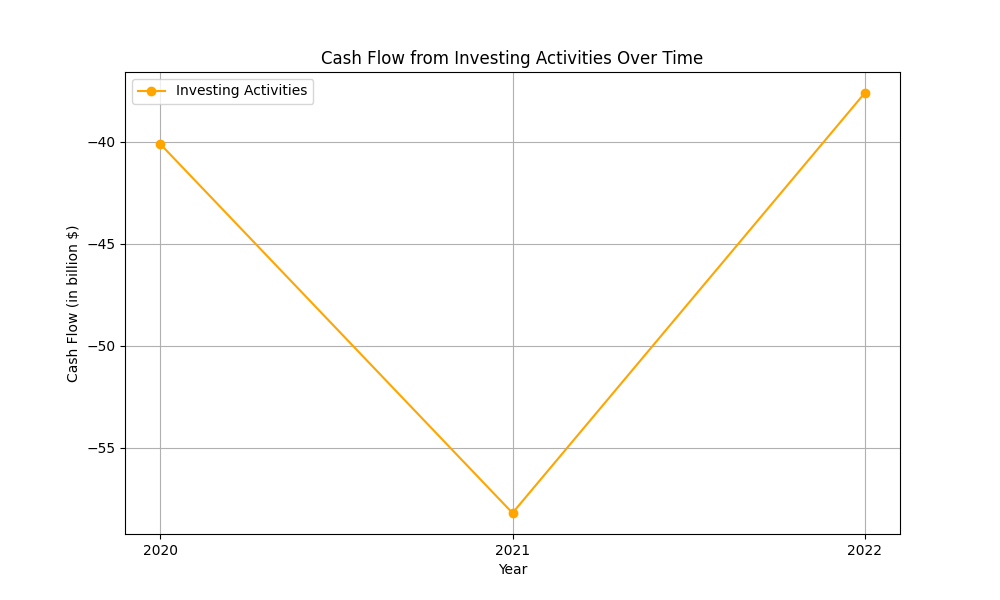 Cash Flow from Investing Activities Over Time
Investing Activities
Cash Flow (in billion $)
−40
−45
−50
−55
2020
2021
2022
Year